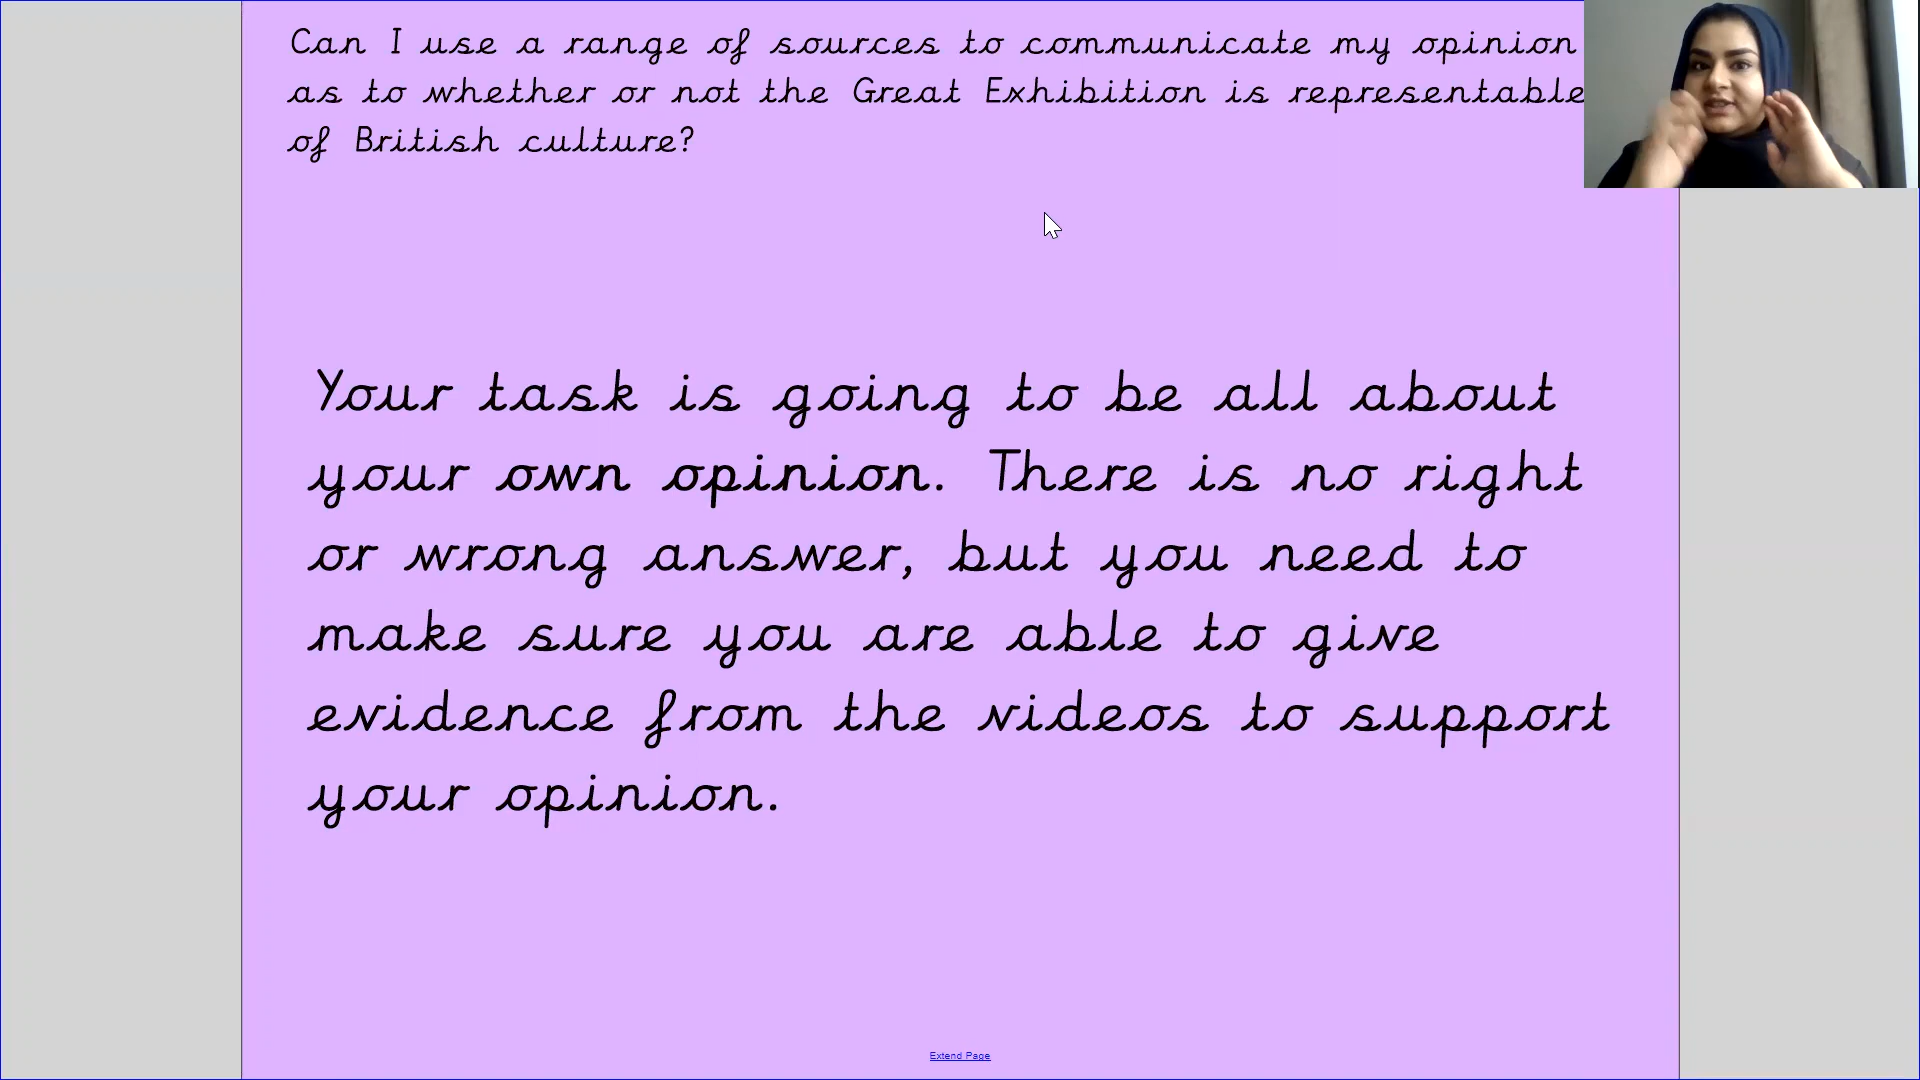 Can I use a range of sources to communicate my opinion
as to whether or not the Great Exhibition is representable
of British culture?
Your task is going to be all about
your own opinion. There is no right
or wrong answer, but you need to
make sure you are able to give
evidence from the videos to support
your opinion.
Extend Page